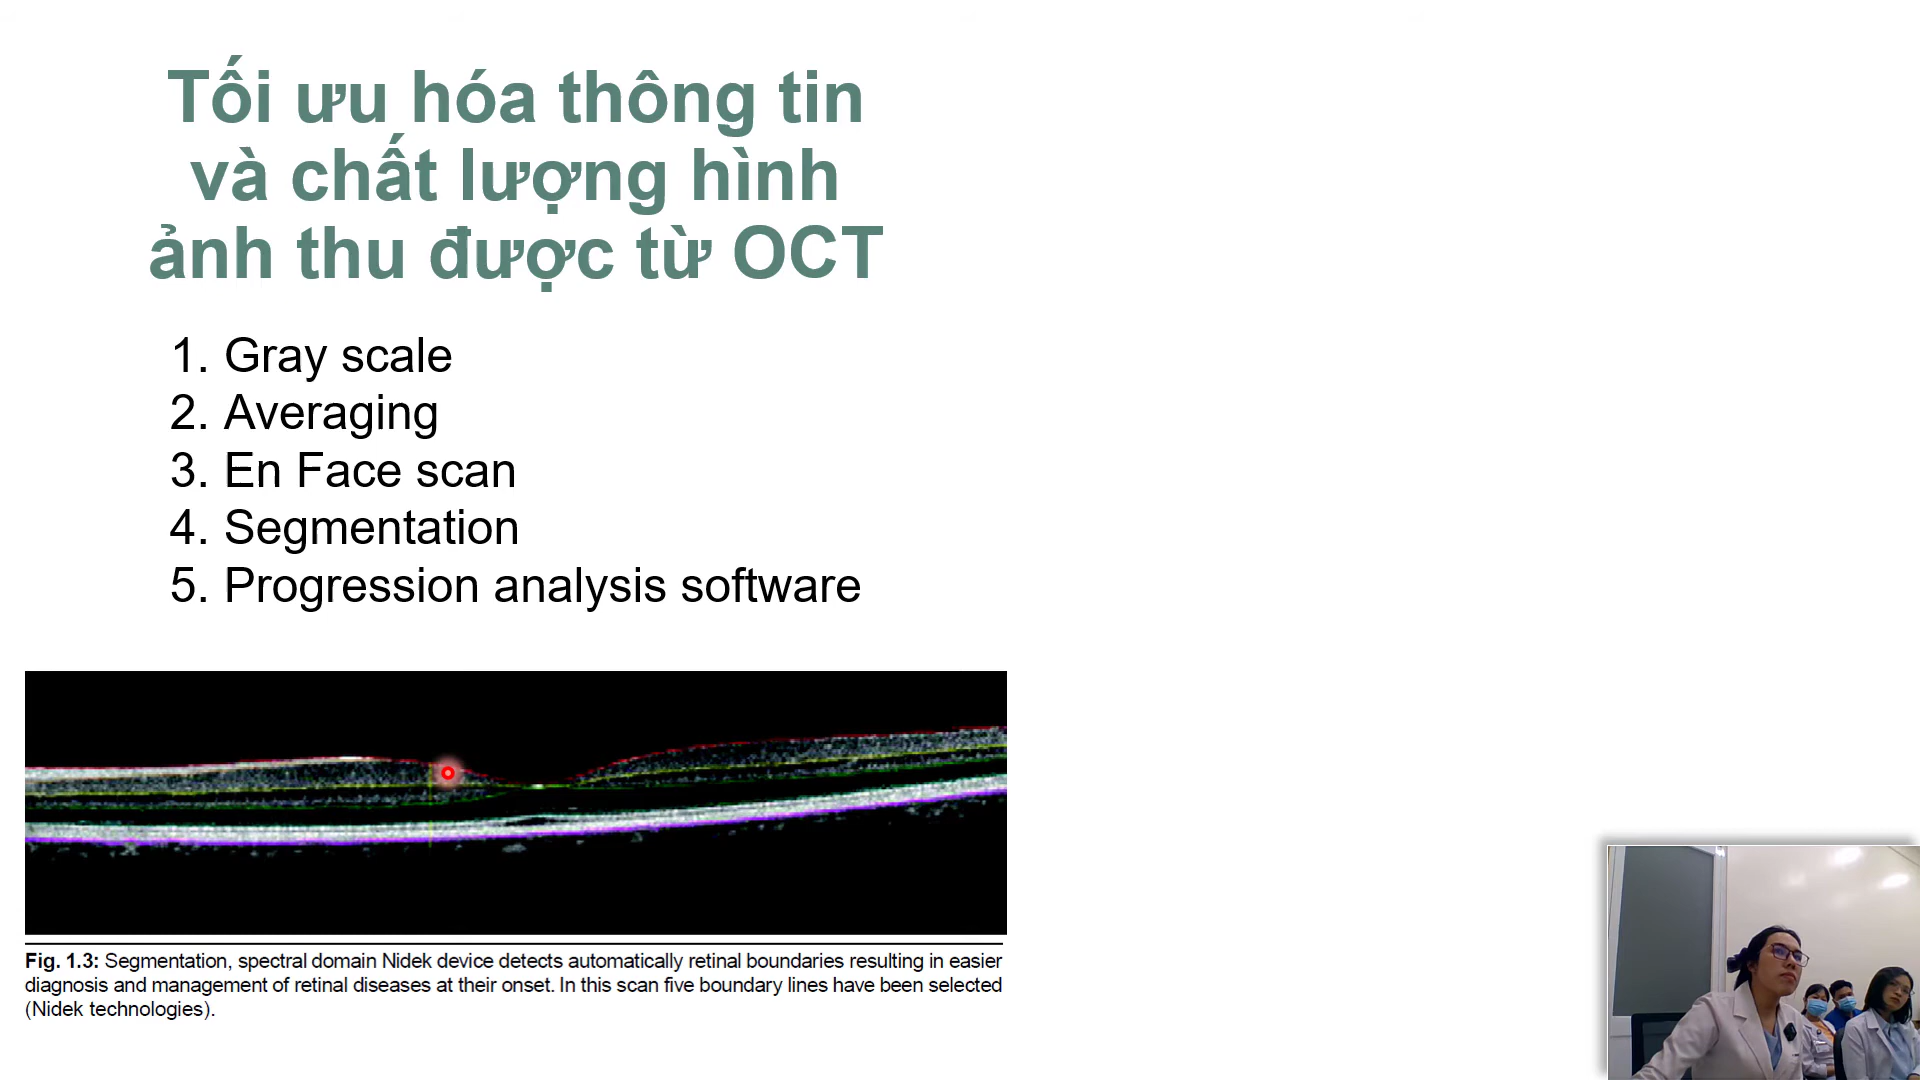 Tối ưu hóa thông tin
và chất lượng hình
ảnh thu được từ OCT
1. Gray scale
2. Averaging
3. En Face scan
4. Segmentation
5. Progression analysis software
Fig. 1.3: Segmentation, spectral domain Nidek device detects automatically retinal boundaries resulting in easier
diagnosis and management of retinal diseases at their onset. In this scan five boundary lines have been selected
(Nidek technologies).